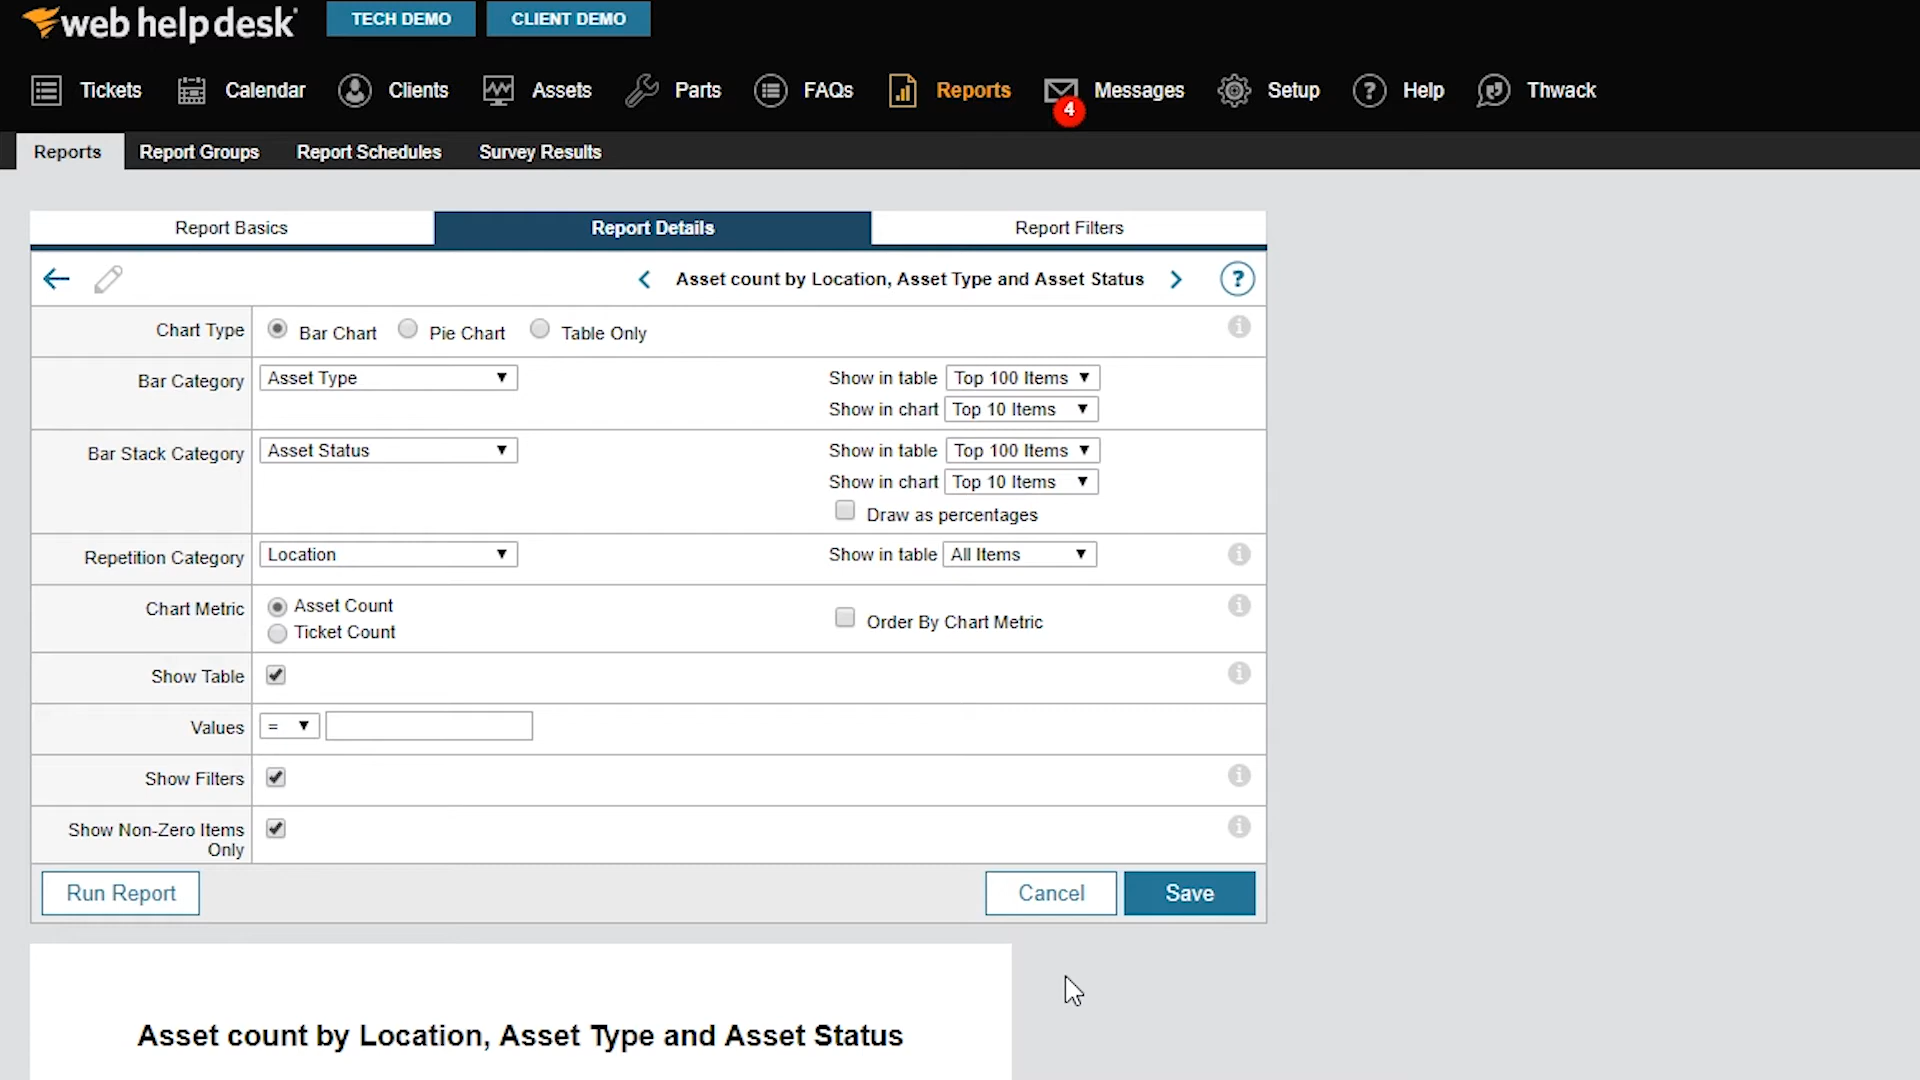 web help desk
TECH DEMO
CLIENT DEMO
Tickets
Calendar
Clients
Assets
Parts
FAQs
Reports
4
Messages
Setup
?
Help
Thwack
Reports
Report Groups
Report Schedules
Survey Results
Report Basics
Report Details
Report Filters
Asset count by Location, Asset Type and Asset Status
?
Chart Type
Bar Chart
Pie Chart
Table Only
i
Bar Category
Asset Type
Show in table
Top 100 Items
Show in chart
Top 10 Items
Bar Stack Category
Asset Status
Show in table
Top 100 Items
Show in chart
Top 10 Items
Draw as percentages
Repetition Category
Location
Show in table
All Items
i
Chart Metric
Asset Count
Ticket Count
Order By Chart Metric
i
Show Table
i
Values
=
Show Filters
i
Show Non-Zero Items
Only
i
Run Report
Cancel
Save
Asset count by Location, Asset Type and Asset Status